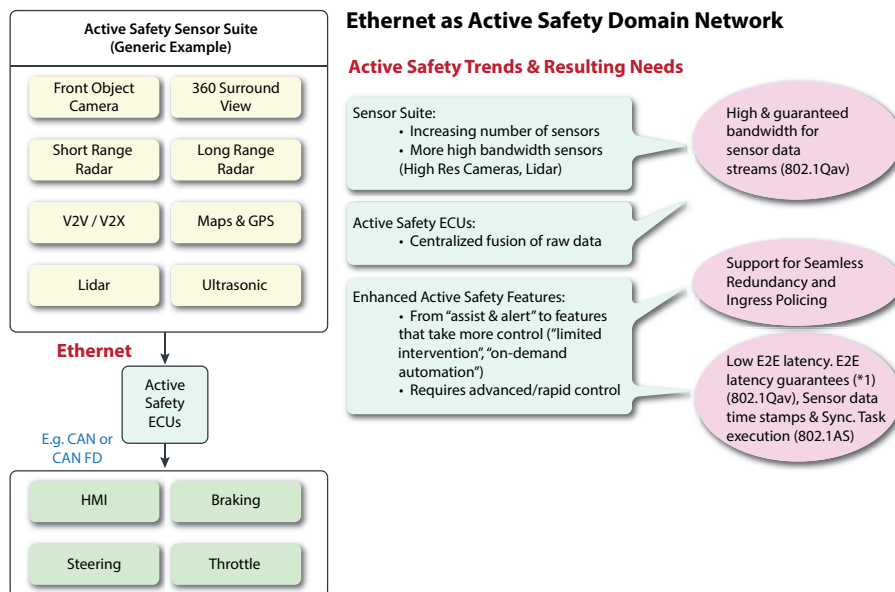 Active Safety Sensor Suite
(Generic Example)
Front Object
Camera
360 Surround
View
Short Range
Radar
Long Range
Radar
V2V / V2X
Maps & GPS
Lidar
Ultrasonic
Ethernet
Active
Safety
ECUs
E.g. CAN or
CAN FD
HMI
Braking
Steering
Throttle
Ethernet as Active Safety Domain Network
Active Safety Trends & Resulting Needs
Sensor Suite:
• Increasing number of sensors
• More high bandwidth sensors
(High Res Cameras, Lidar)
High & guaranteed
bandwidth for
sensor data
streams (802.1Qav)
Active Safety ECUs:
• Centralized fusion of raw data
Enhanced Active Safety Features:
• From “assist & alert” to features
that take more control (”limited
intervention”, “on-demand
automation”)
• Requires advanced/rapid control
Support for Seamless
Redundancy and
Ingress Policing
Low E2E latency. E2E
latency guarantees (*1)
(802.1Qav), Sensor data
time stamps & Sync. Task
execution (802.1AS)